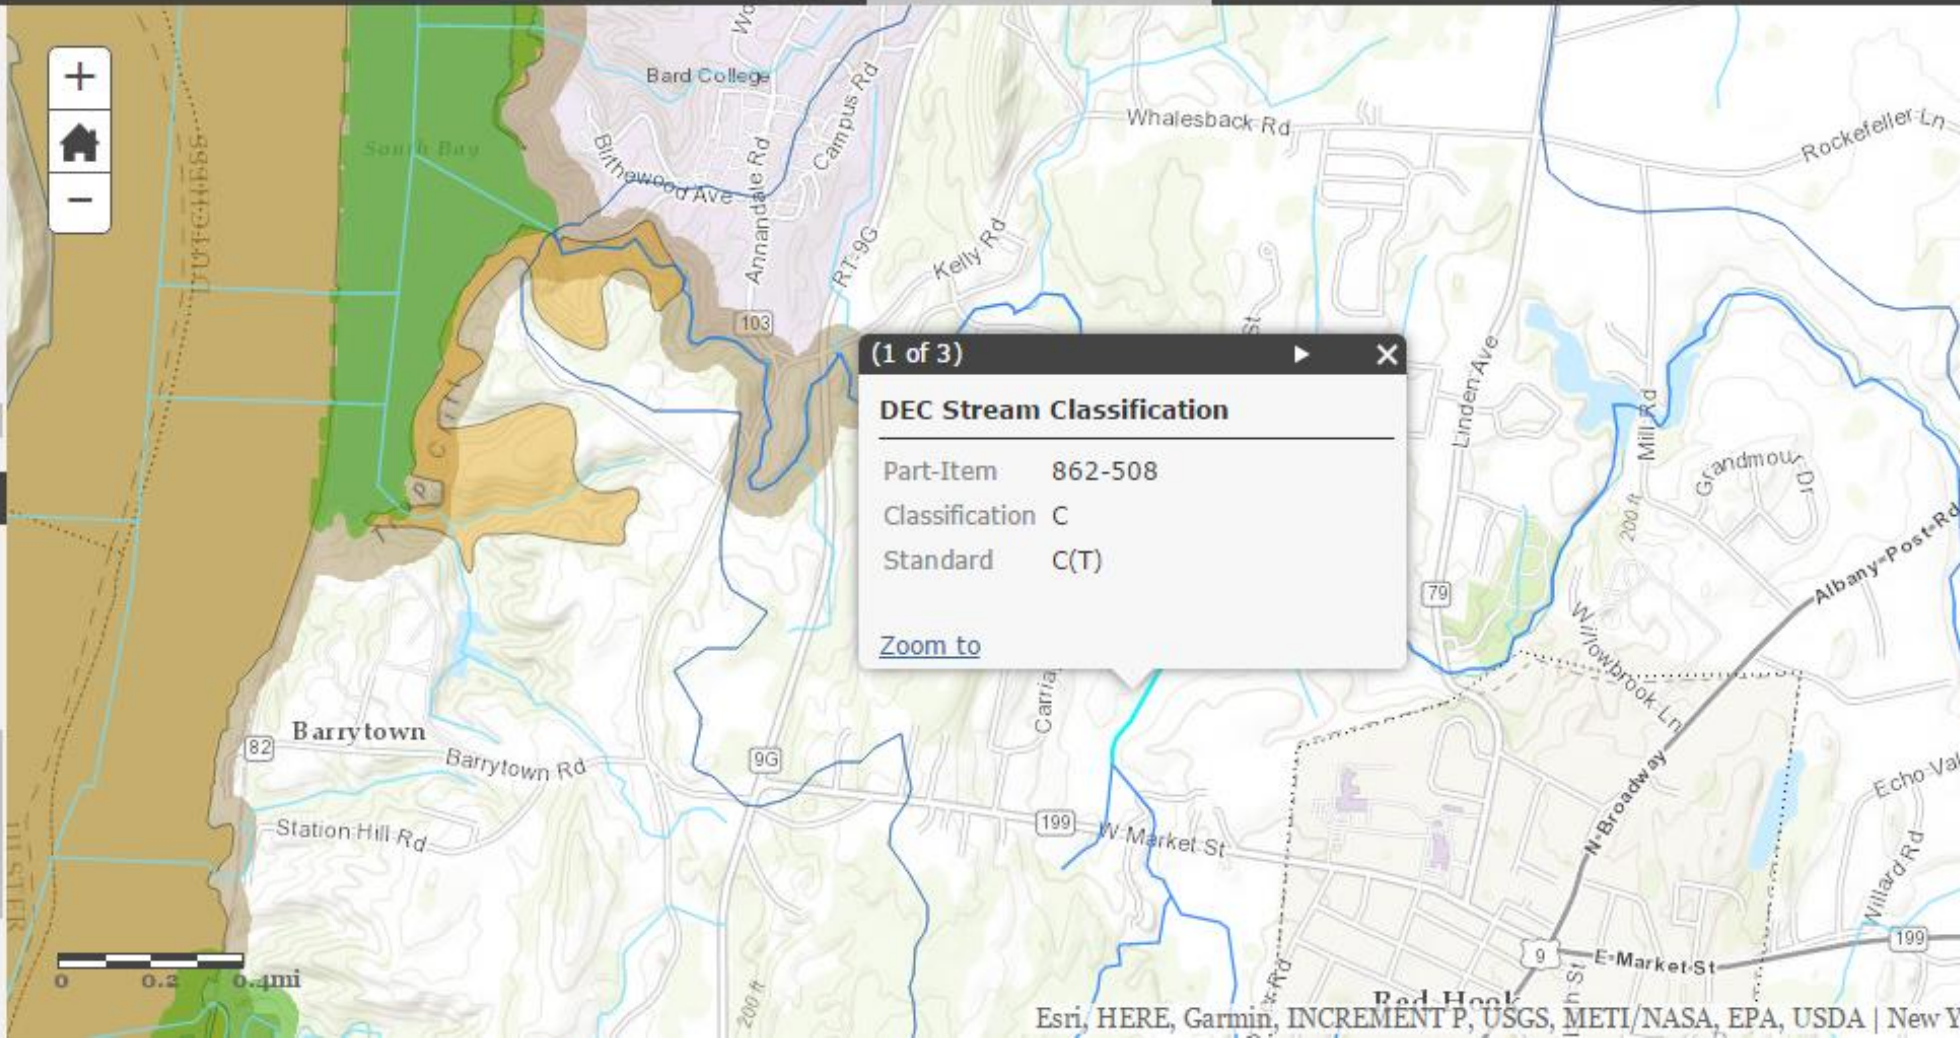 Bard College
Campus Rd
Blithewood Ave
Annandale Rd
RT-9G
Kelly Rd
Whalesback Rd
Rockefeller Ln
South Bay
DUTCHESS
103
St
(1 of 3)
DEC Stream Classification
Part-Item 862-508
Classification C
Standard C(T)
Zoom to
Linden Ave
Mill Rd
200 ft
79
Albany-Post-Rd
Willowbrook Ln
Barrytown
82
Barrytown Rd
9G
Station Hill Rd
199
W Market St
N-Broadway
Willard Rd
199
9
E-Market-St
Red Hook
200 ft
0 0.2 0.4mi
ULSTER
Esri, HERE, Garmin, INCREMENT P, USGS, METI/NASA, EPA, USDA | New Y